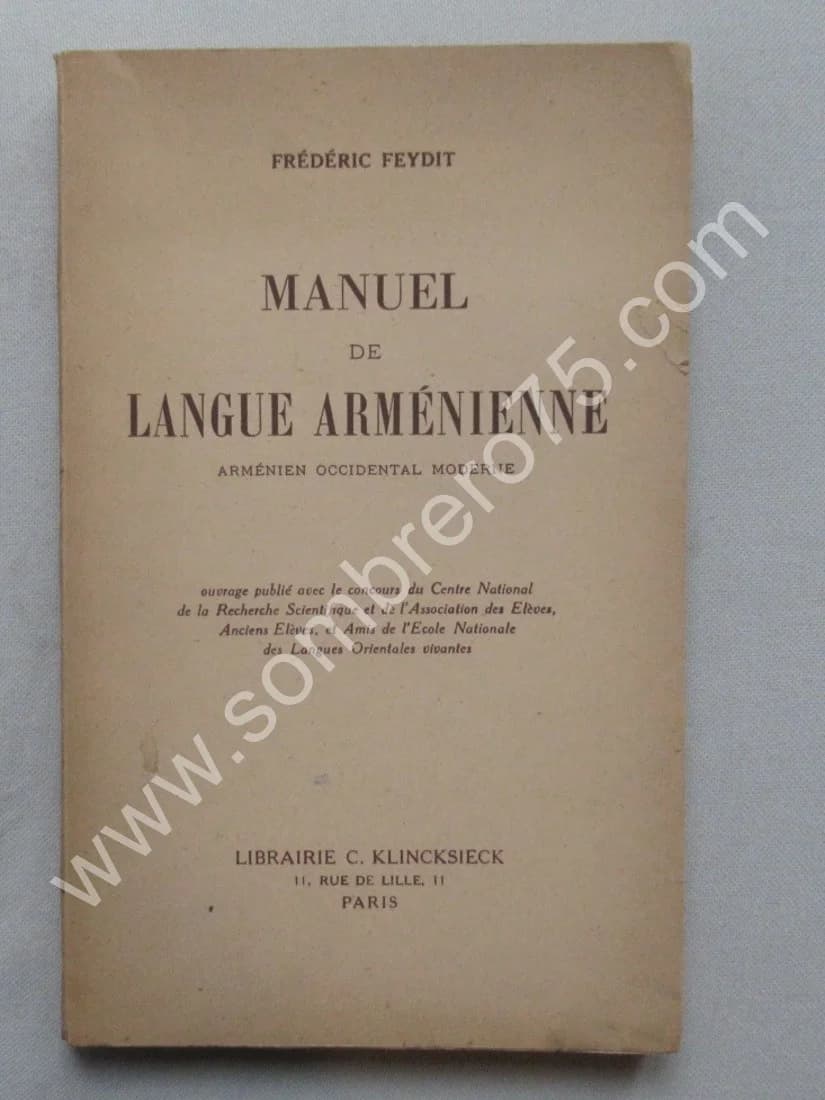 FRÉDÉRIC FEYDIT
MANUEL
DE
LANGUE ARMÉNIENNE
ARMÉNIEN OCCIDENTAL MODERNE
ouvrage publié avec le concours du Centre National
de la Recherche Scientifique et de l'Association des Elèves,
Anciens Elèves, et Amis de l'Ecole Nationale
des Langues Orientales vivantes
LIBRAIRIE C. KLINCKSIECK
11, RUE DE LILLE, 11
PARIS
www.sombrero75.com